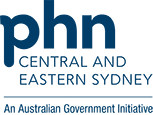 phn
CENTRAL AND
EASTERN SYDNEY
An Australian Government Initiative